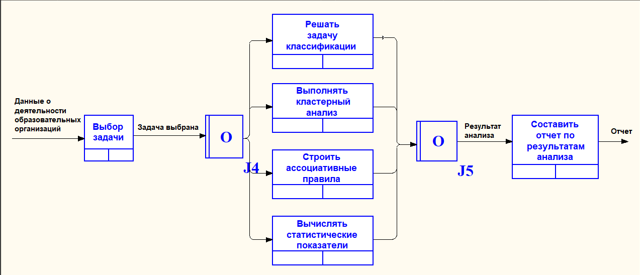 Данные о
деятельности
образовательных
организаций
Выбор
задачи
Задача выбрана
O
J4
Решать
задачу
классификации
Выполнять
кластерный
анализ
Строить
ассоциативные
правила
Вычислять
статистические
показатели
O
J5
Результат
анализа
Составить
отчет по
результатам
анализа
Отчет